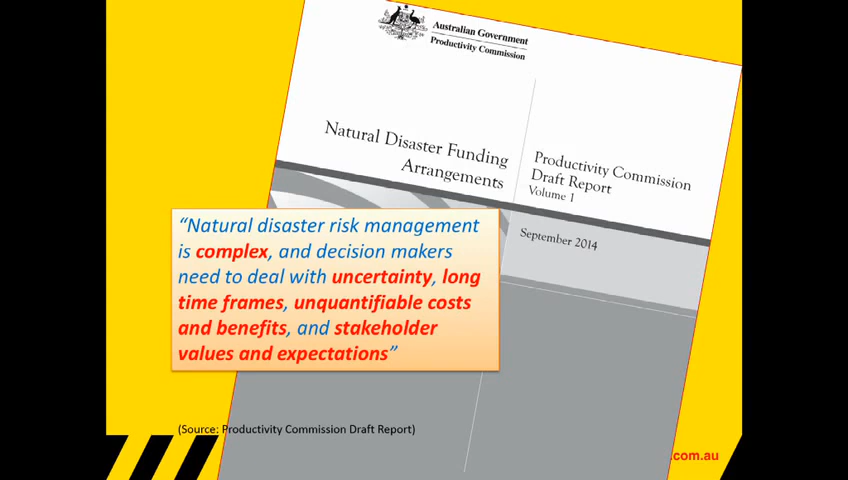 Australian Government
Productivity Commission
Natural Disaster Funding
Arrangements
Productivity Commission
Draft Report
Volume 1
September 2014
“Natural disaster risk management
is complex, and decision makers
need to deal with uncertainty, long
time frames, unquantifiable costs
and benefits, and stakeholder
values and expectations”
(Source: Productivity Commission Draft Report)
.com.au